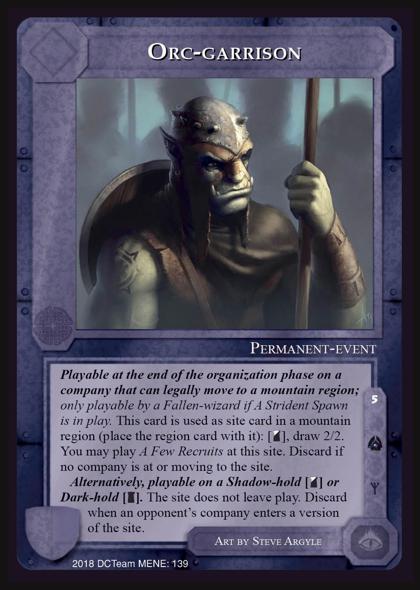 ORC-GARRISON
PERMANENT-EVENT
Playable at the end of the organization phase on a
company that can legally move to a mountain region;
only playable by a Fallen-wizard if A Strident Spawn
is in play. This card is used as site card in a mountain
region (place the region card with it): [], draw 2/2.
You may play A Few Recruits at this site. Discard if
no company is at or moving to the site.
Alternatively, playable on a Shadow-hold [] or
Dark-hold []. The site does not leave play. Discard
when an opponent's company enters a version
of the site.
5
ART BY STEVE ARGYLE
2018 DCTeam MENE: 139